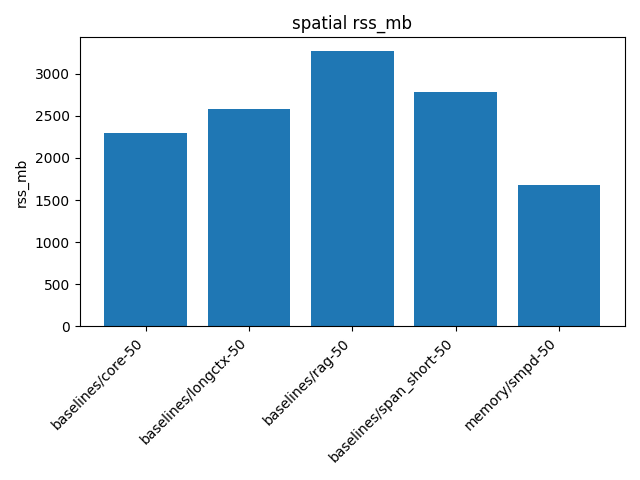 spatial rss_mb
rss_mb
3000
2500
2000
1500
1000
500
0
baselines/core-50
baselines/longctx-50
baselines/rag-50
baselines/span_short-50
memory/smpd-50